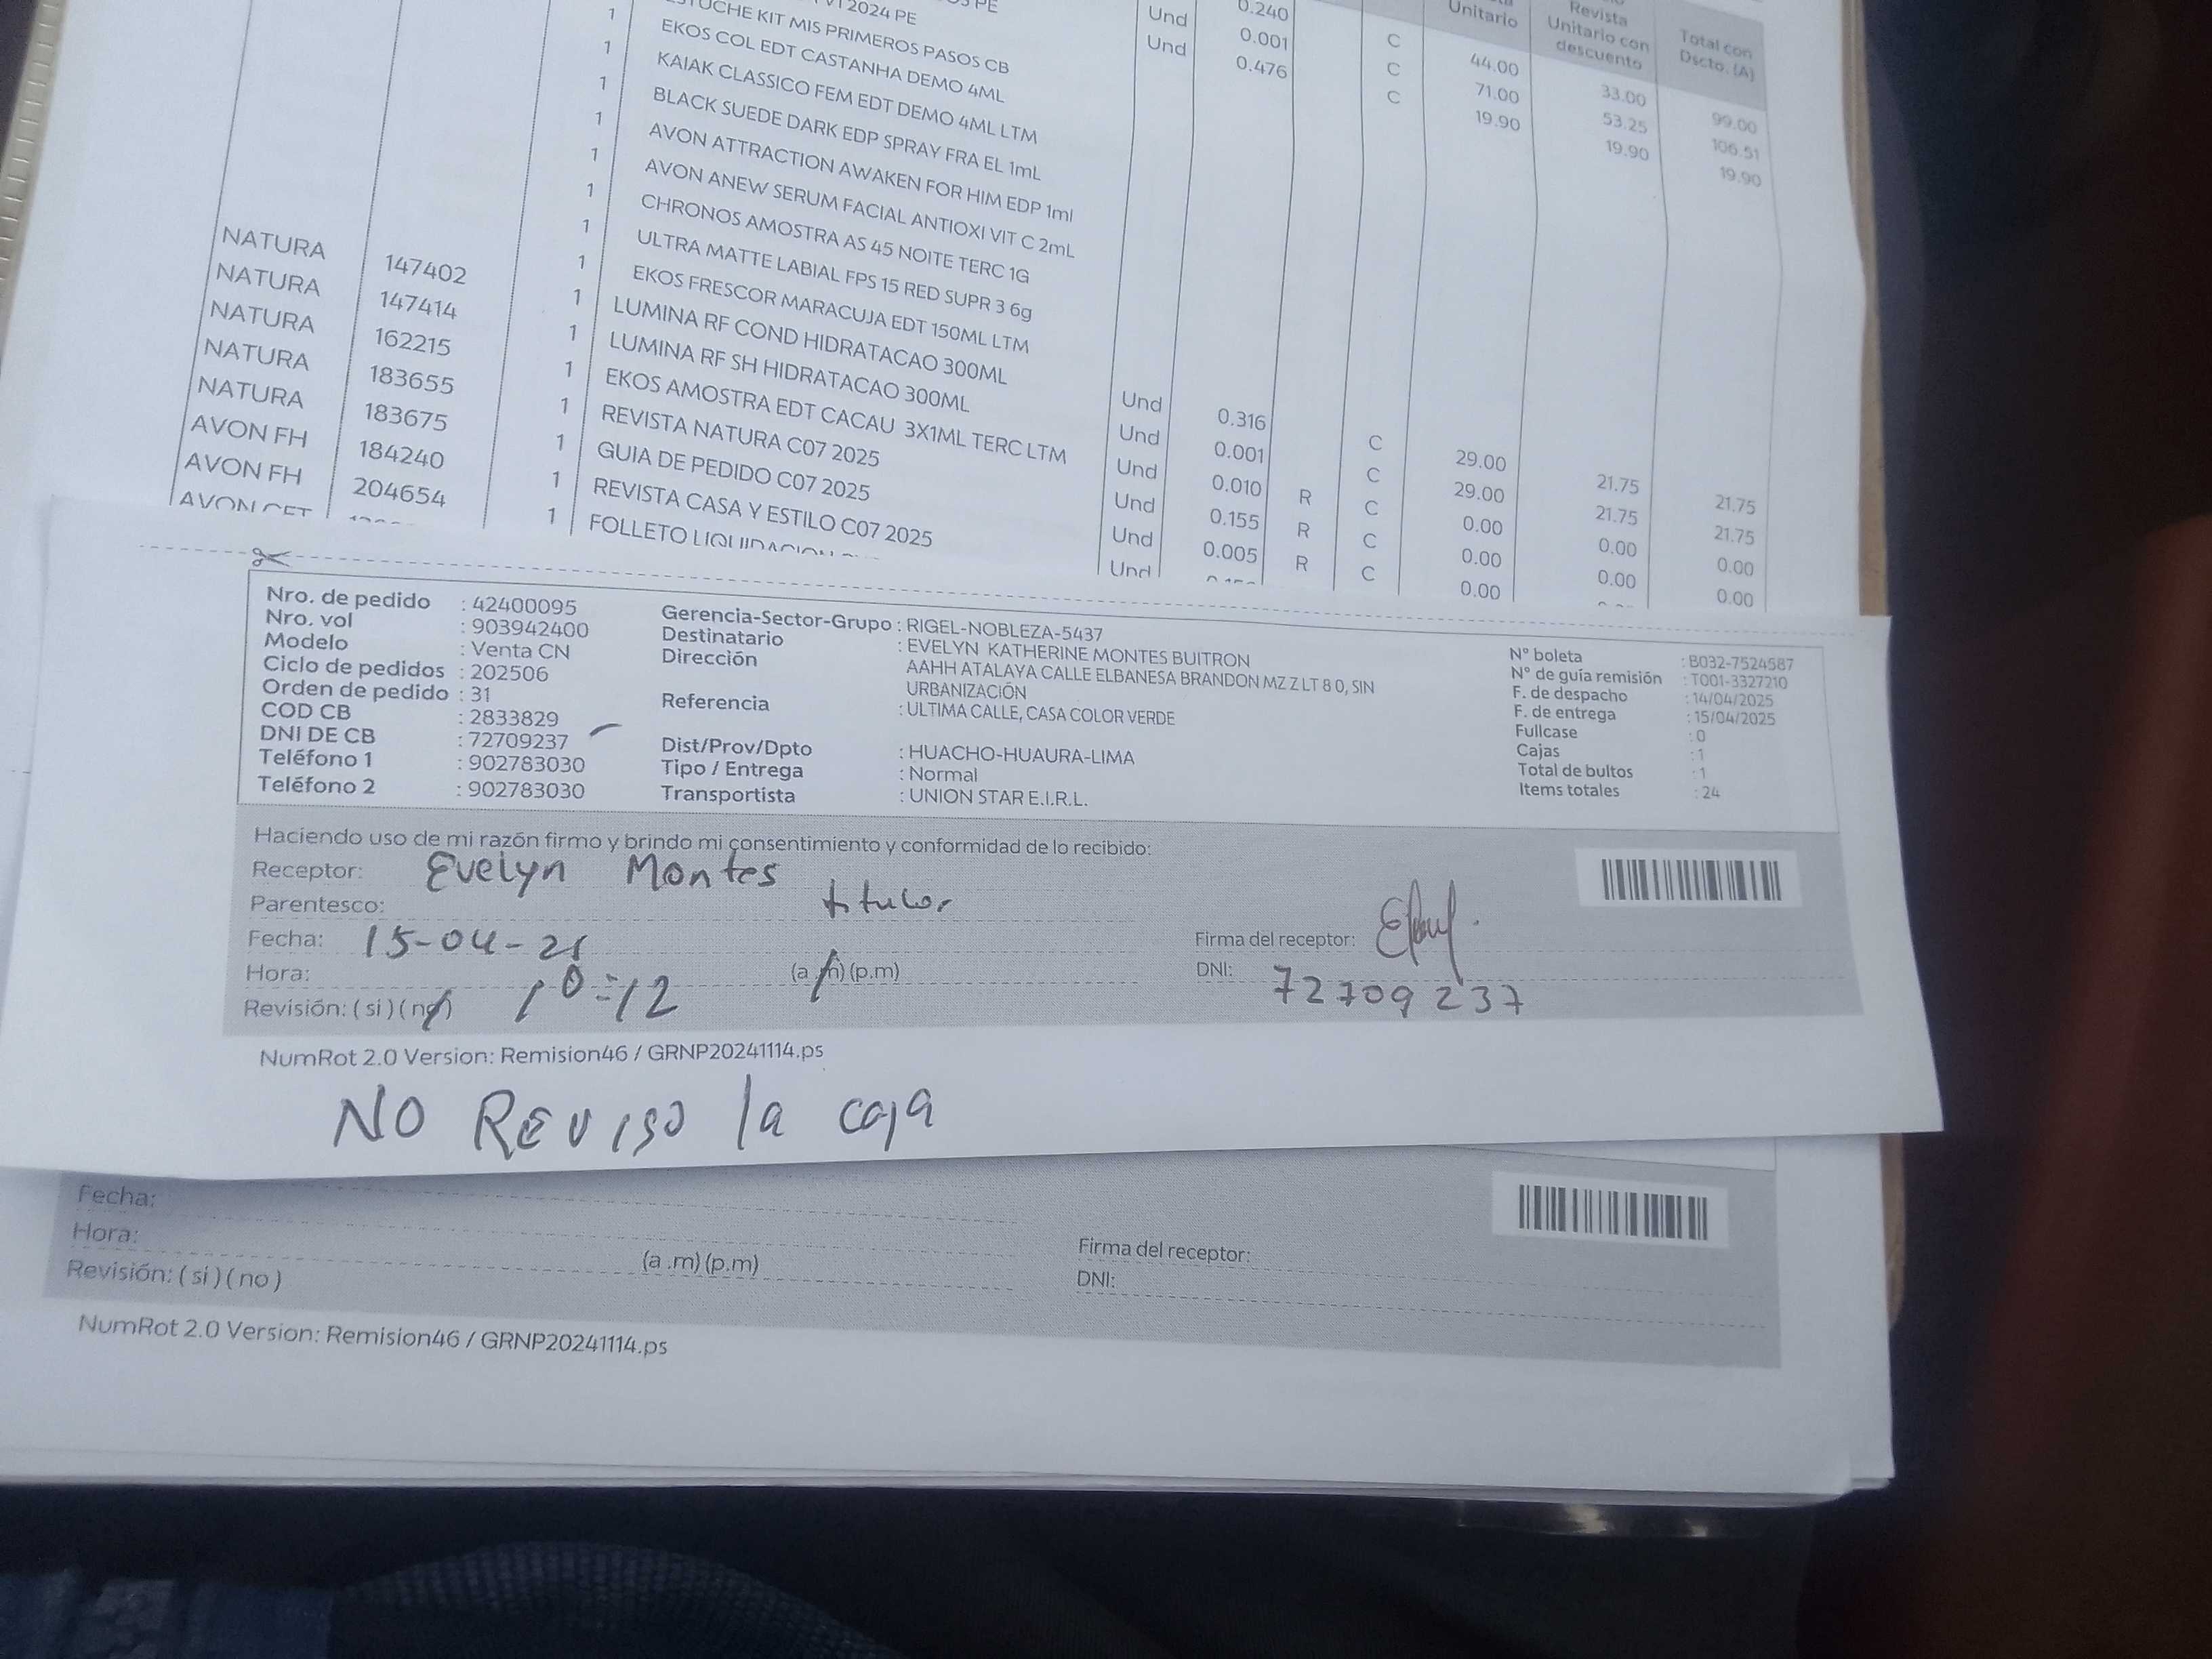 VI 2024 PE
1 ESTUCHE KIT MIS PRIMEROS PASOS CB Und 0.240 C 44.00 33.00 99.00
1 EKOS COL EDT CASTANHA DEMO 4ML Und 0.001 C 71.00 53.25 106.51
1 KAIAK CLASSICO FEM EDT DEMO 4ML LTM 0.476 C 19.90 19.90 19.90
Unitario
Revista Unitario con descuento
Total con Dscto. (A)
1 BLACK SUEDE DARK EDP SPRAY FRA EL 1mL
1 AVON ATTRACTION AWAKEN FOR HIM EDP 1ml
1 AVON ANEW SERUM FACIAL ANTIOXI VIT C 2mL
1 CHRONOS AMOSTRA AS 45 NOITE TERC 1G
1 ULTRA MATTE LABIAL FPS 15 RED SUPR 3 6g
NATURA 147402 1 EKOS FRESCOR MARACUJA EDT 150ML LTM
NATURA 147414 1 LUMINA RF COND HIDRATACAO 300ML Und 0.316 C 29.00 21.75 21.75
NATURA 162215 1 LUMINA RF SH HIDRATACAO 300ML Und 0.001 C 29.00 21.75 21.75
NATURA 183655 1 EKOS AMOSTRA EDT CACAU 3X1ML TERC LTM Und 0.010 R C 0.00 0.00 0.00
NATURA 183675 1 REVISTA NATURA C07 2025 Und 0.155 R C 0.00 0.00 0.00
AVON FH 184240 1 GUIA DE PEDIDO C07 2025 Und 0.005 R C 0.00
AVON FH 204654 1 REVISTA CASA Y ESTILO C07 2025 Und
AVON CET 1 FOLLETO LIQUIDACION
Nro. de pedido : 42400095
Nro. vol : 903942400
Modelo : Venta CN
Ciclo de pedidos : 202506
Orden de pedido : 31
COD CB : 2833829
DNI DE CB : 72709237
Teléfono 1 : 902783030
Teléfono 2 : 902783030
Gerencia-Sector-Grupo : RIGEL-NOBLEZA-5437
Destinatario : EVELYN KATHERINE MONTES BUITRON
Dirección AAHH ATALAYA CALLE ELBANESA BRANDON MZ Z LT 8 0, SIN
URBANIZACIÓN
Referencia : ULTIMA CALLE, CASA COLOR VERDE
Dist/Prov/Dpto : HUACHO-HUAURA-LIMA
Tipo / Entrega : Normal
Transportista : UNION STAR E.I.R.L.
N° boleta : B032-7524587
N° de guía remisión : T001-3327210
F. de despacho : 14/04/2025
F. de entrega : 15/04/2025
Fullcase : 0
Cajas : 1
Total de bultos : 1
Items totales : 24
Haciendo uso de mi razón firmo y brindo mi consentimiento y conformidad de lo recibido:
Receptor: Evelyn Montes
Parentesco: titular
Fecha: 15-04-25
Hora: 10:12 (a.m) (p.m)
Revisión: ( si ) ( no )
Firma del receptor:
DNI: 72709237
NumRot 2.0 Version: Remision46 / GRNP20241114.ps
NO REVISO la caja
Fecha:
Hora: (a .m) (p.m)
Revisión: ( si ) ( no )
Firma del receptor:
DNI:
NumRot 2.0 Version: Remision46 / GRNP20241114.ps